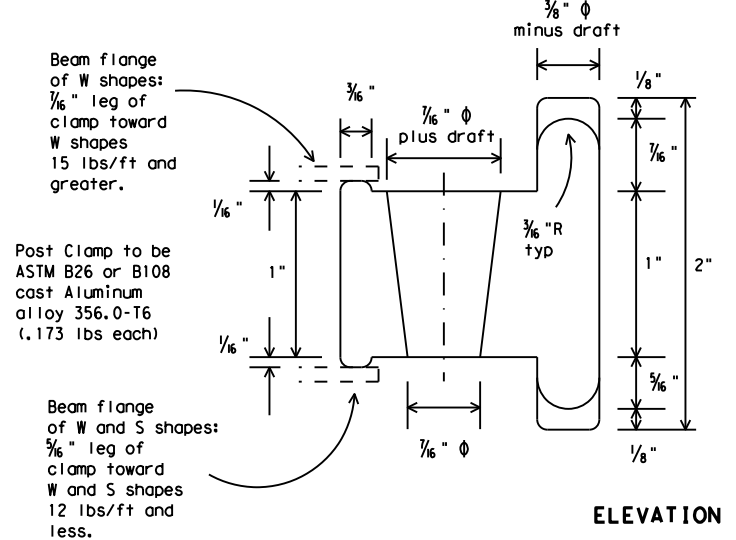 ⅜" Φ
minus draft
Beam flange
of W shapes:
⁷⁄₁₆" leg of
clamp toward
W shapes
15 lbs/ft and
greater.
³⁄₁₆"
⁷⁄₁₆" Φ
plus draft
⅛"
⁷⁄₁₆"
¹⁄₁₆"
³⁄₁₆"R
typ
Post Clamp to be
ASTM B26 or B108
cast Aluminum
alloy 356.0-T6
(.173 lbs each)
1"
1"
2"
¹⁄₁₆"
⁵⁄₁₆"
Beam flange
of W and S shapes:
⁵⁄₁₆" leg of
clamp toward
W and S shapes
12 lbs/ft and
less.
⁷⁄₁₆" Φ
⅛"
ELEVATION